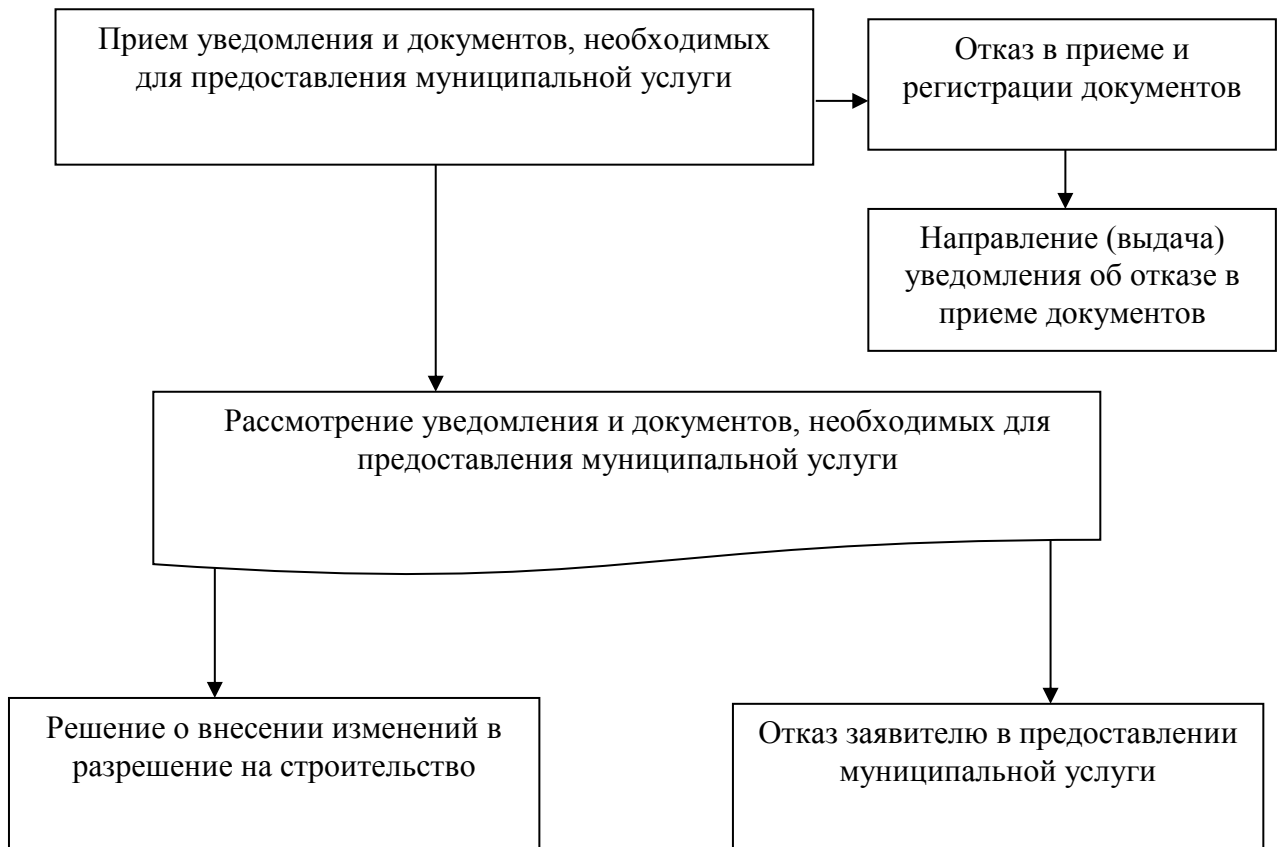 Прием уведомления и документов, необходимых
для предоставления муниципальной услуги
Отказ в приеме и
регистрации документов
Направление (выдача)
уведомления об отказе в
приеме документов
Рассмотрение уведомления и документов, необходимых для
предоставления муниципальной услуги
Решение о внесении изменений в
разрешение на строительство
Отказ заявителю в предоставлении
муниципальной услуги